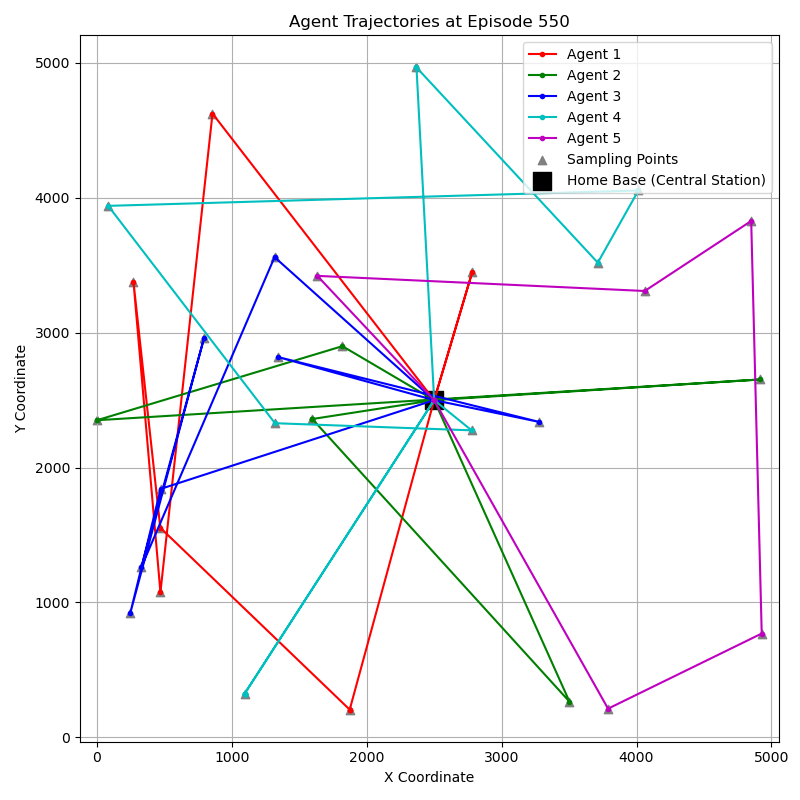 Agent Trajectories at Episode 550
Agent 1
Agent 2
Agent 3
Agent 4
Agent 5
Sampling Points
Home Base (Central Station)
Y Coordinate
5000
4000
3000
2000
1000
0
0 1000 2000 3000 4000 5000
X Coordinate